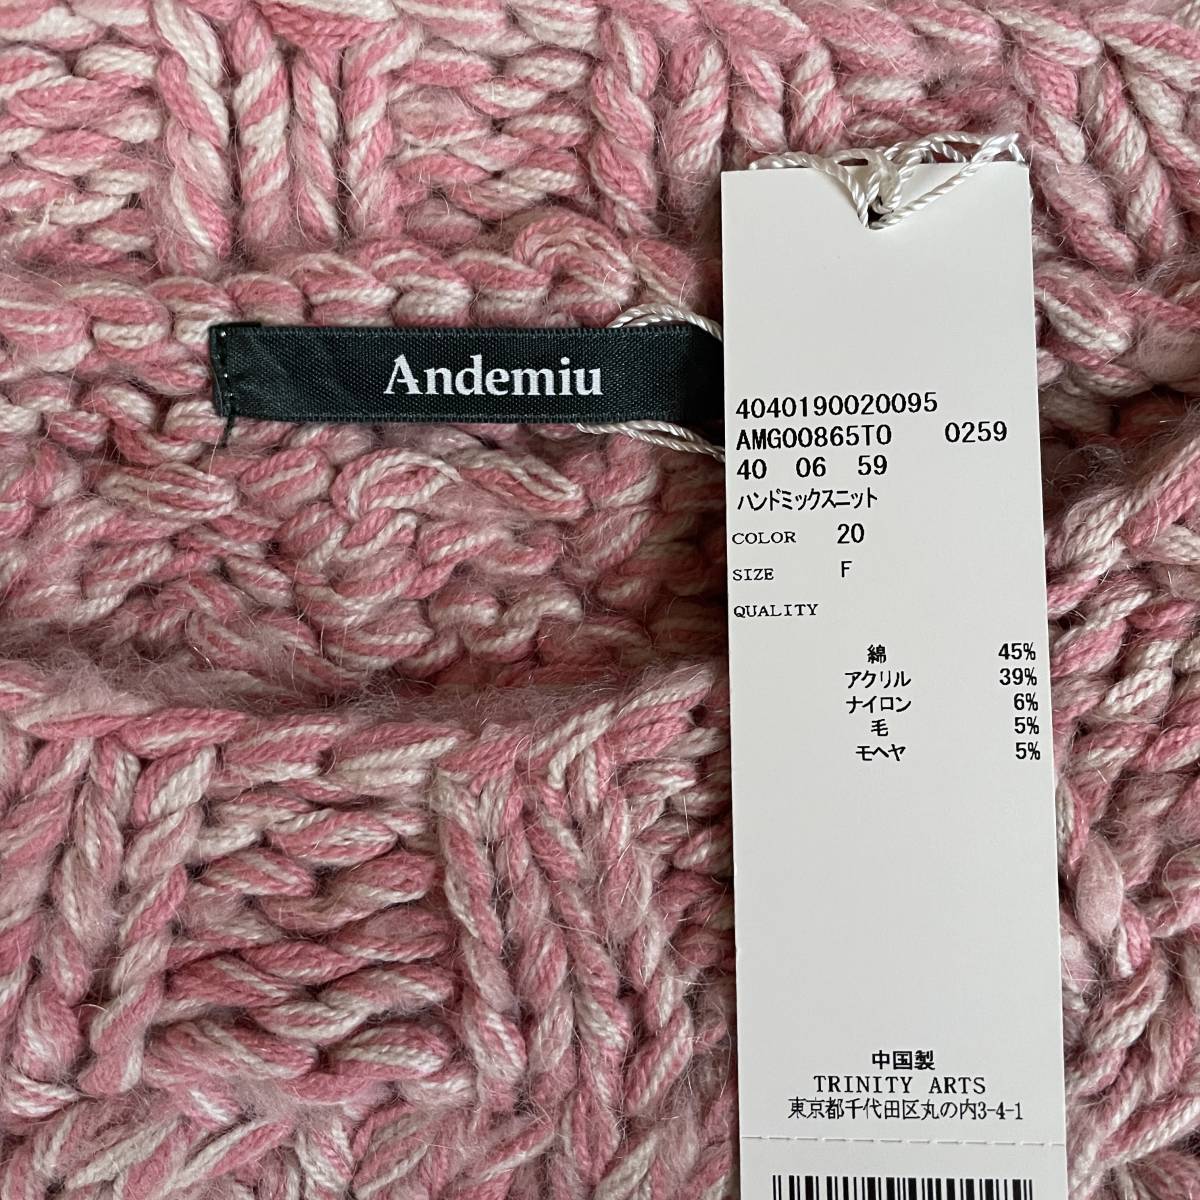 Andemiu
4040190020095
AMG00865T0 0259
40 06 59
ハンドミックスニット
COLOR 20
SIZE F
QUALITY
綿 45%
アクリル 39%
ナイロン 6%
毛 5%
モヘヤ 5%
中国製
TRINITY ARTS
東京都千代田区丸の内3-4-1